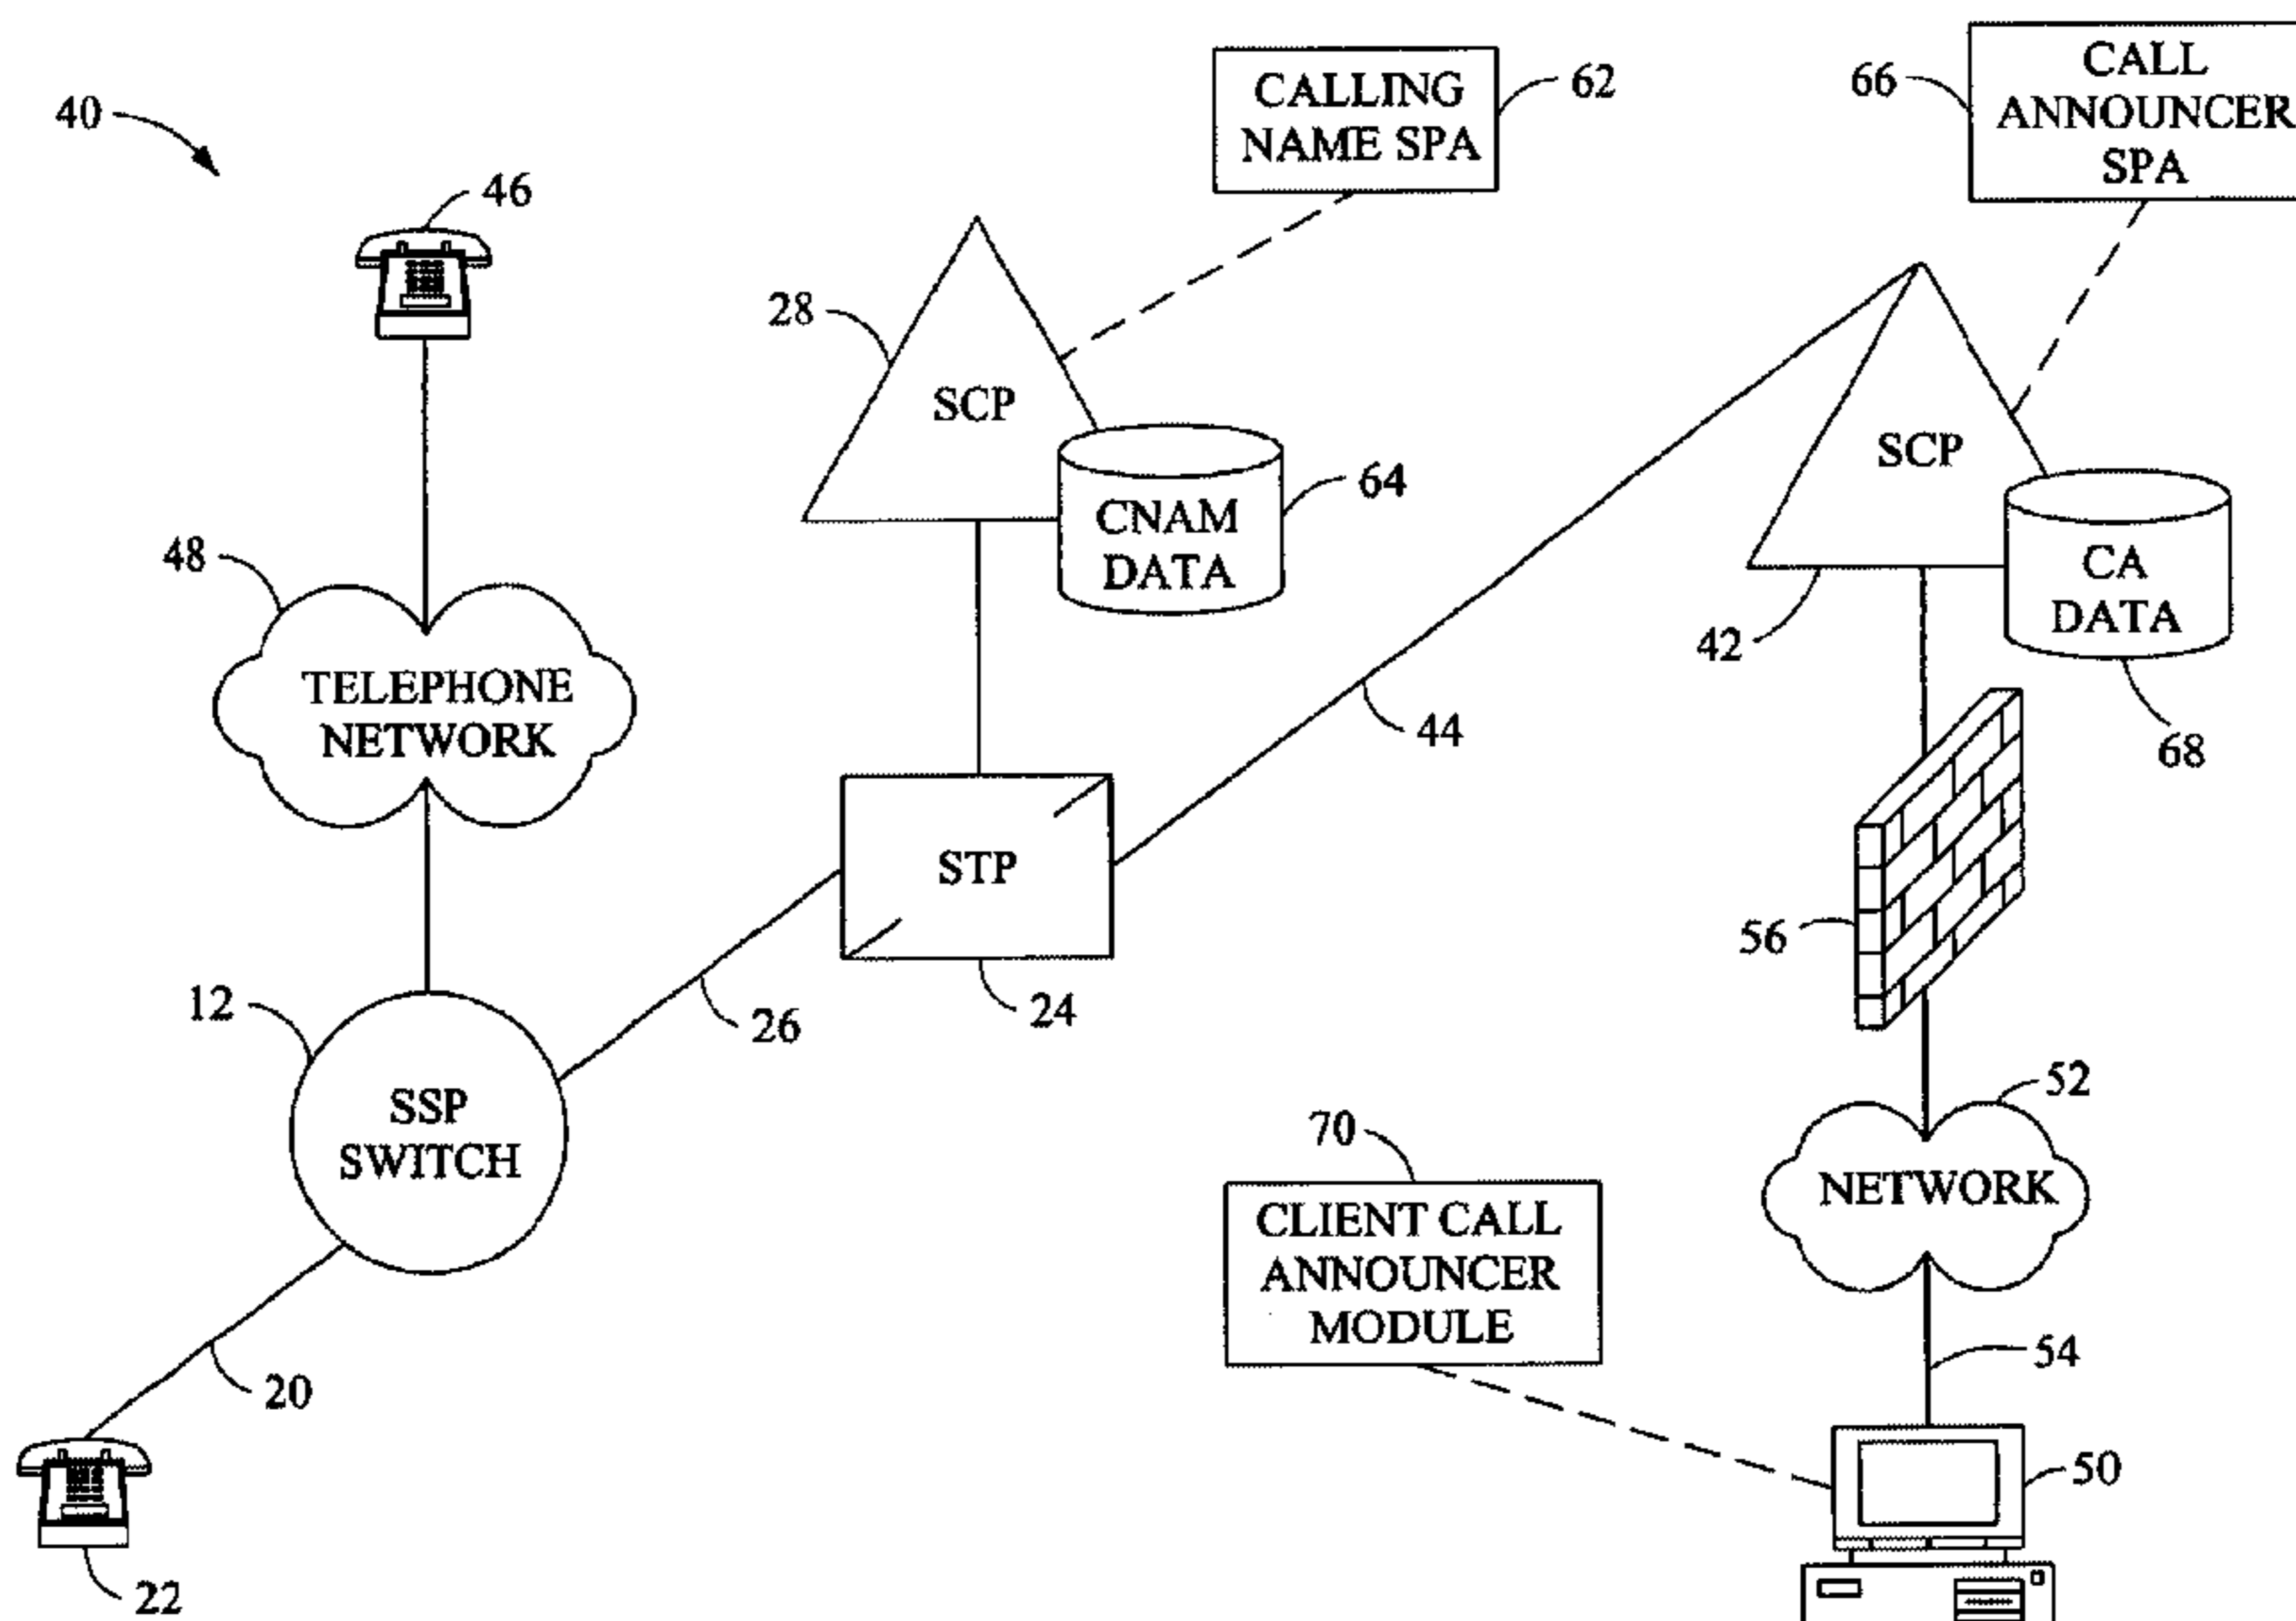 40
46
CALLING
NAME SPA
62
66
CALL
ANNOUNCER
SPA
28
SCP
CNAM
DATA
64
SCP
CA
DATA
42
68
48
TELEPHONE
NETWORK
44
STP
24
26
12
SSP
SWITCH
56
52
NETWORK
70
CLIENT CALL
ANNOUNCER
MODULE
54
50
20
22